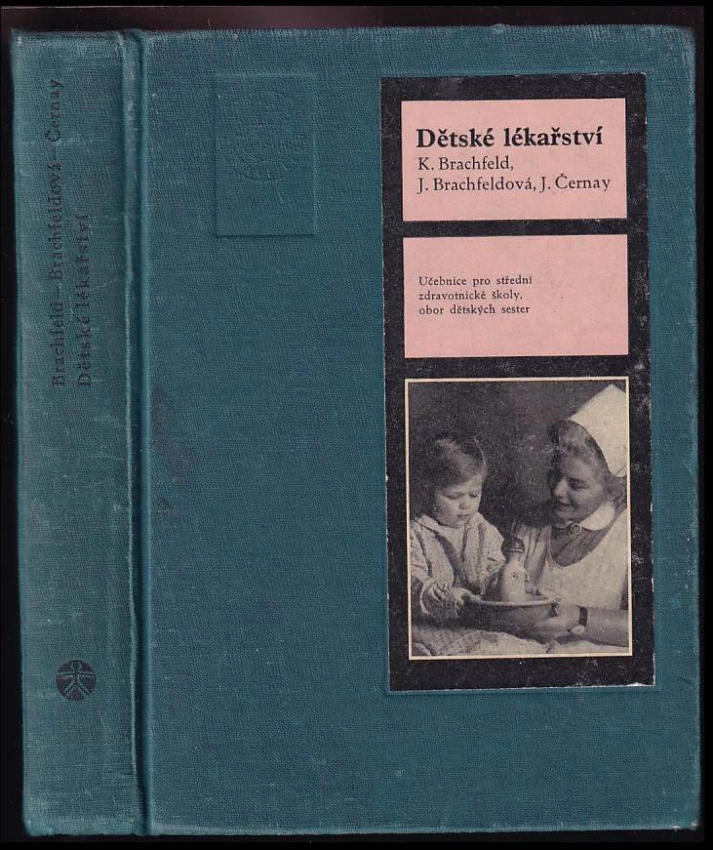 Brachfeld — Brachfeldová — Černay
Dětské lékařství
Dětské lékařství
K. Brachfeld,
J. Brachfeldová, J. Černay
Učebnice pro střední
zdravotnické školy,
obor dětských sester